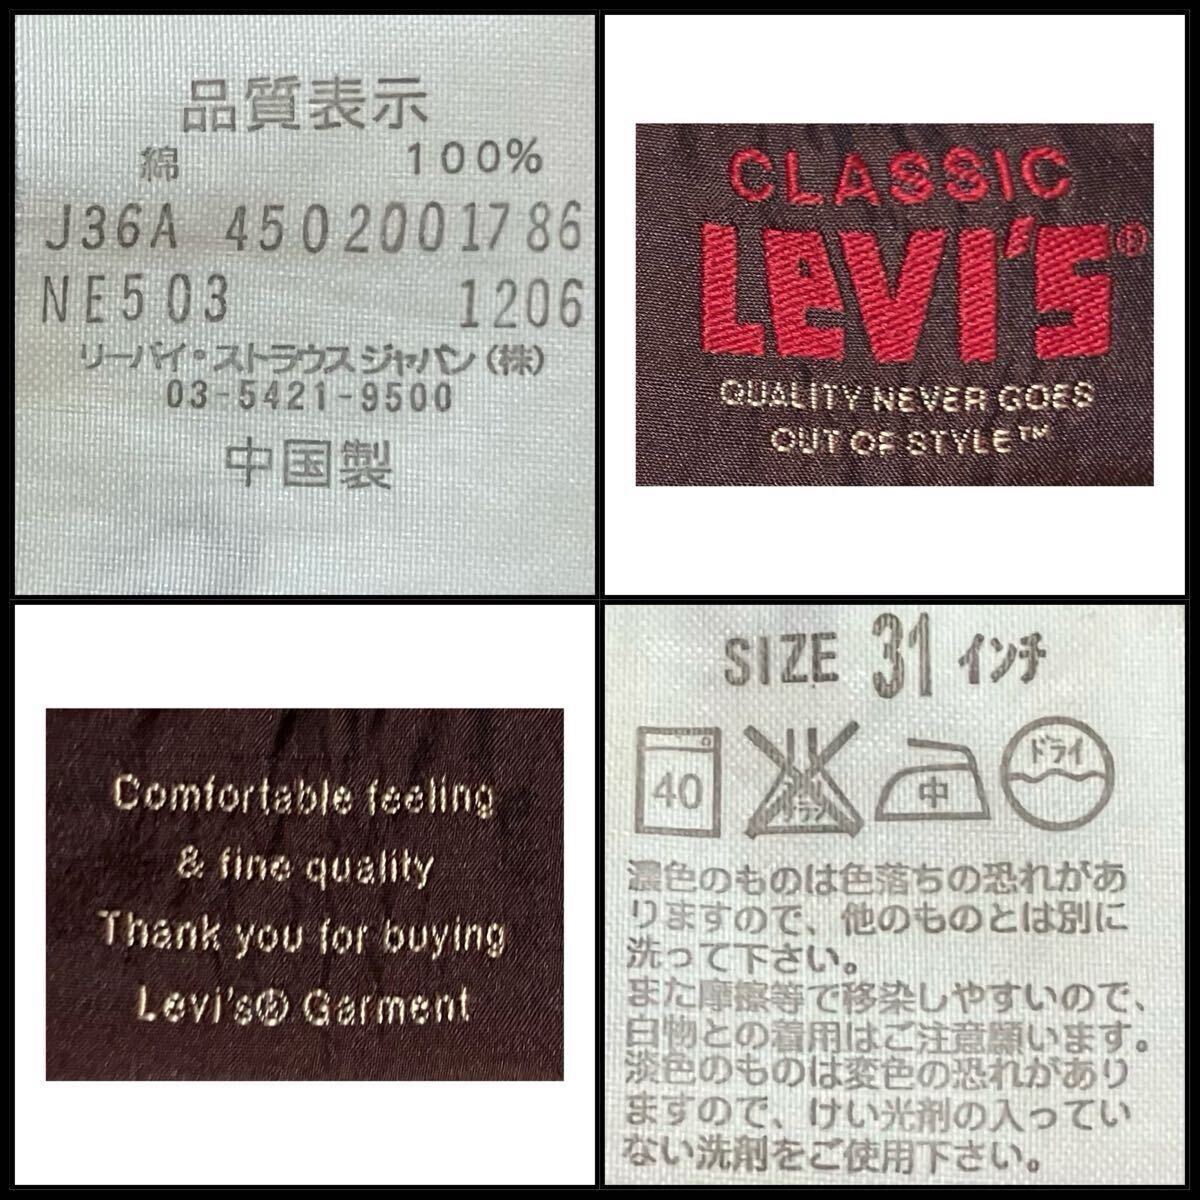 品質表示
綿 100%
J36A 4502001786
NE503 1206
リーバイ・ストラウス ジャパン(株)
03-5421-9500
中国製
CLASSIC
LEVI'S®
QUALITY NEVER GOES
OUT OF STYLE™
Comfortable feeling
& fine quality
Thank you for buying
Levi's® Garment
SIZE 31 インチ
40 中 ドライ
濃色のものは色落ちの恐れがあ
りますので、他のものとは別に
洗って下さい。
また摩擦等で移染しやすいので、
白物との着用はご注意願います。
淡色のものは変色の恐れがあり
ますので、けい光剤の入ってい
ない洗剤をご使用下さい。